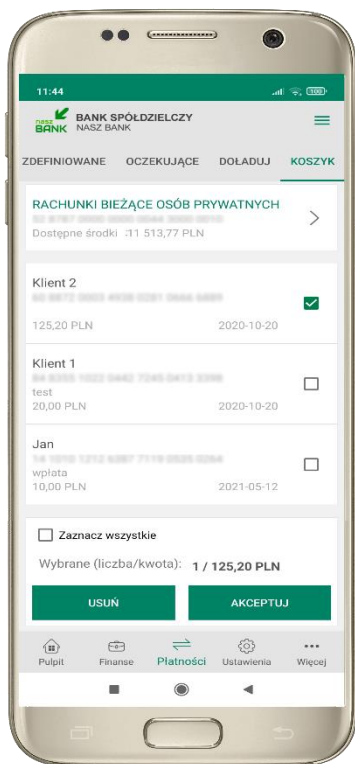 11:44
100
nasz BANK
BANK SPÓŁDZIELCZY
NASZ BANK
ZDEFINIOWANE OCZEKUJĄCE DOŁADUJ KOSZYK
RACHUNKI BIEŻĄCE OSÓB PRYWATNYCH
Dostępne środki :11 513,77 PLN
Klient 2
125,20 PLN 2020-10-20
Klient 1
test
20,00 PLN 2020-10-20
Jan
wpłata
10,00 PLN 2021-05-12
Zaznacz wszystkie
Wybrane (liczba/kwota): 1 / 125,20 PLN
USUŃ AKCEPTUJ
Pulpit Finanse Płatności Ustawienia Więcej